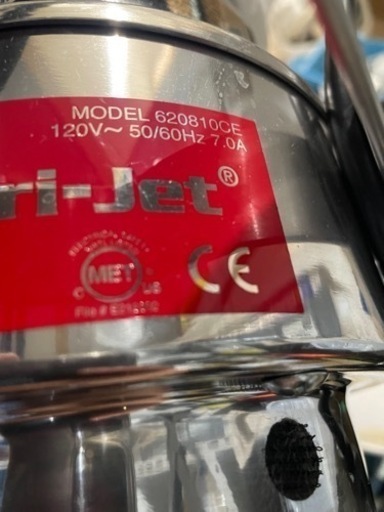 MODEL 620810CE
120V~ 50/60Hz 7.0A
ri-Jet®
MET
C US
CE